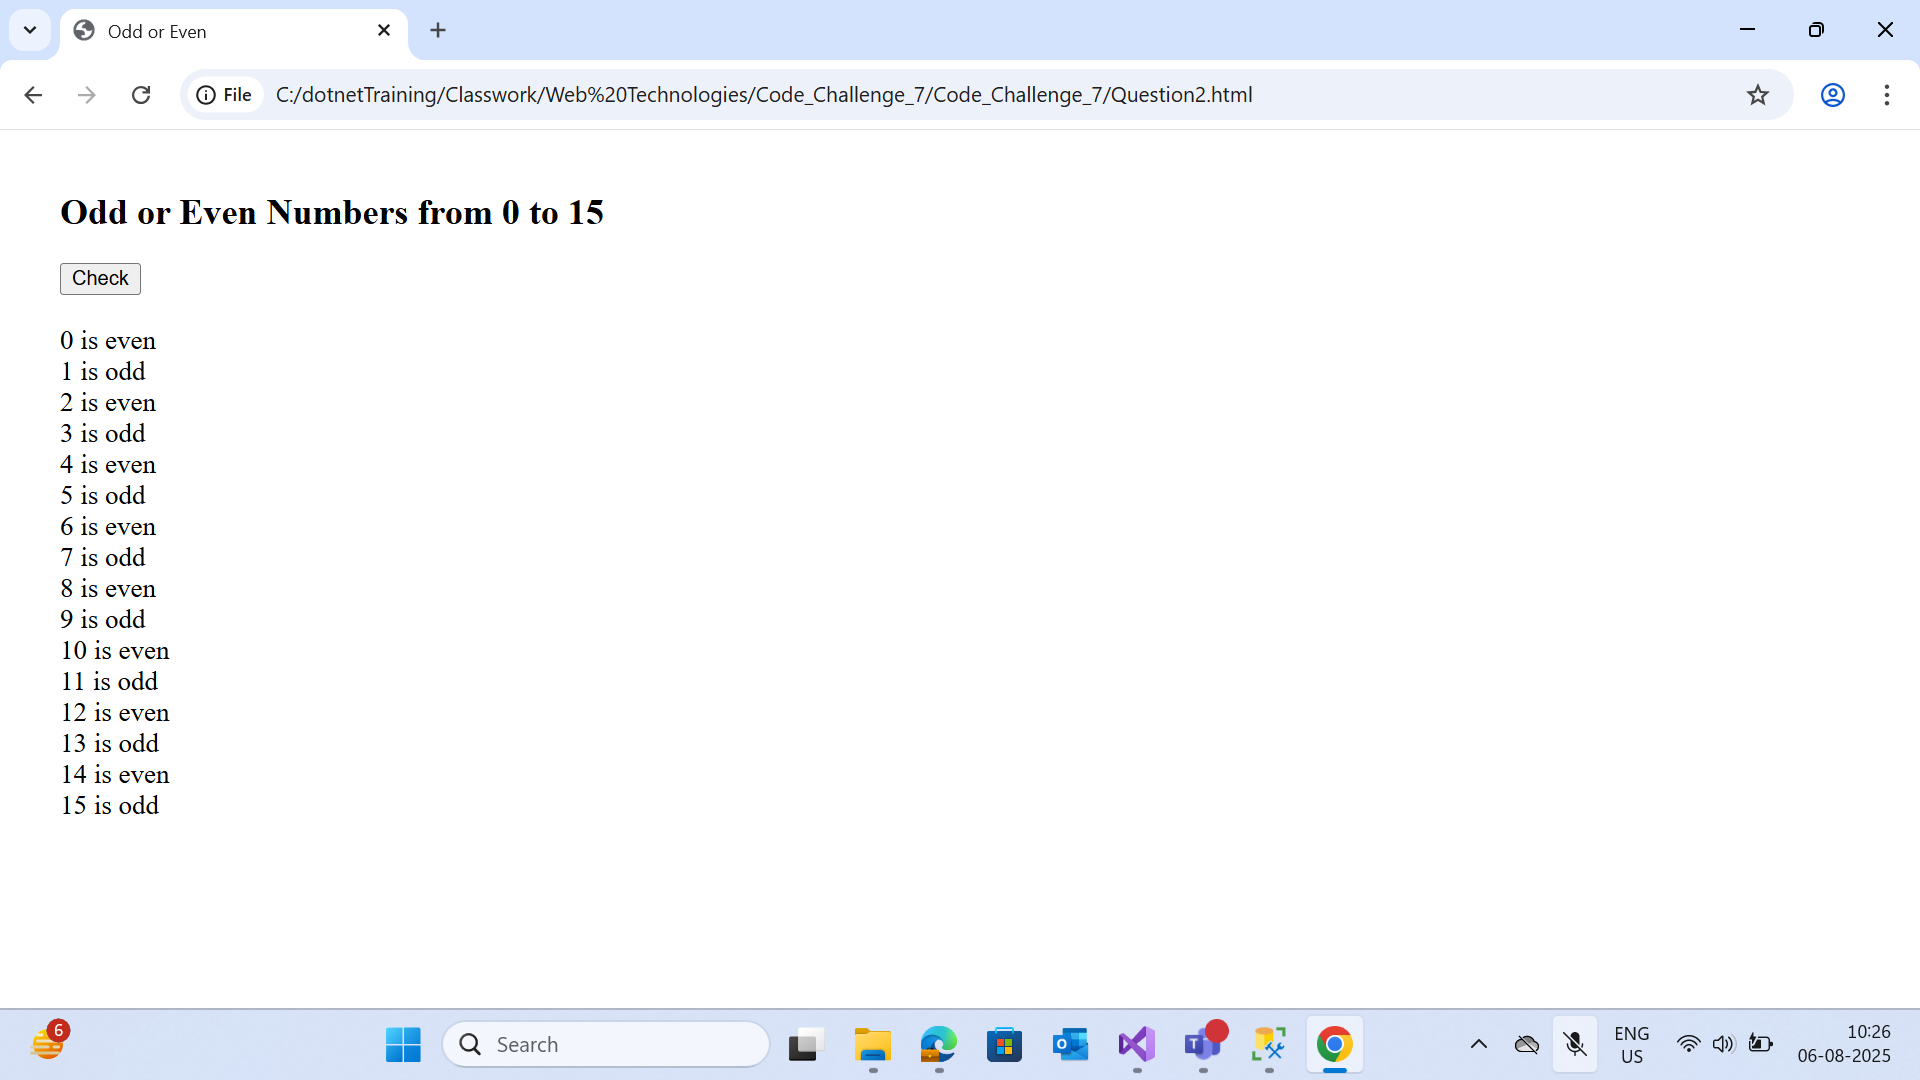 Odd or Even
File C:/dotnetTraining/Classwork/Web%20Technologies/Code_Challenge_7/Code_Challenge_7/Question2.html
Odd or Even Numbers from 0 to 15
Check
0 is even
1 is odd
2 is even
3 is odd
4 is even
5 is odd
6 is even
7 is odd
8 is even
9 is odd
10 is even
11 is odd
12 is even
13 is odd
14 is even
15 is odd
6
Search
ENG
US
10:26
06-08-2025